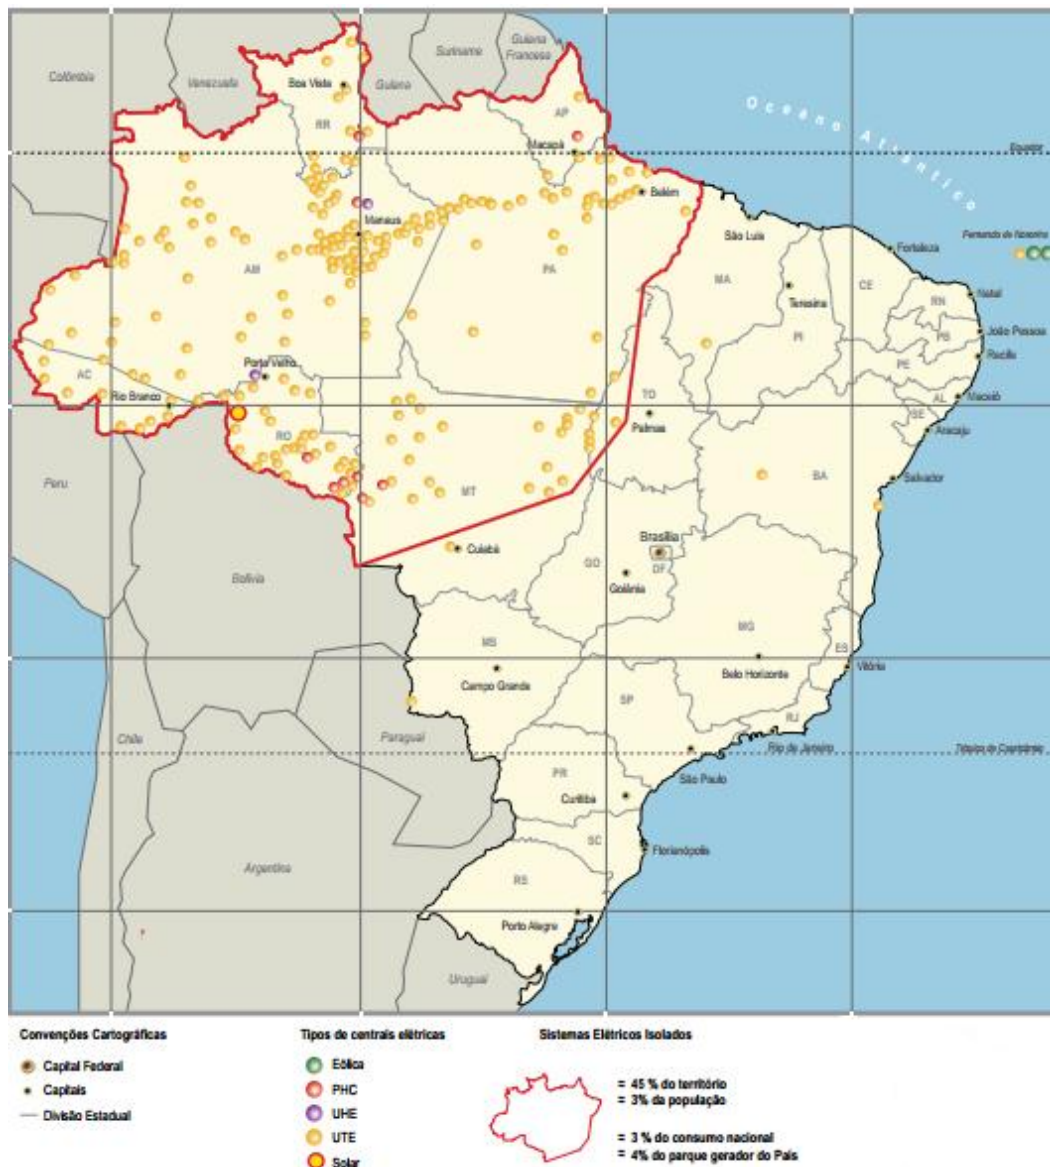 Guiana
Francesa
Suriname
Colômbia
Venezuela
Boa Vista
Guiana
AP
RR
Oceano Atlântico
Macapá
Equador
Belém
Manaus
São Luís
Fernando de Noronha
Fortaleza
AM
PA
MA
CE
Teresina
Natal
RN
João Pessoa
PB
PI
Recife
PE
Porto Velho
AC
Rio Branco
TO
AL
Maceió
SE
Palmas
Aracaju
RO
BA
Salvador
Peru
MT
Brasília
Cuiabá
GO
DF
Goiânia
Bolívia
MG
MS
ES
Vitória
Belo Horizonte
Campo Grande
SP
RJ
Chile
Paraguai
Rio de Janeiro
Trópico de Capricórnio
PR
São Paulo
Curitiba
SC
Florianópolis
Argentina
RS
Porto Alegre
Uruguai
Convenções Cartográficas
Capital Federal
Capitais
Divisão Estadual
Tipos de centrais elétricas
Eólica
PHC
UHE
UTE
Solar
Sistemas Elétricos Isolados
= 45 % do território
= 3% da população
= 3 % do consumo nacional
= 4% do parque gerador do País